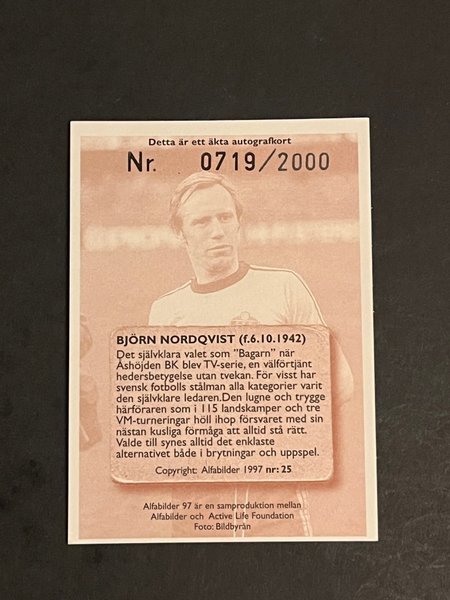 Detta är ett äkta autografkort
Nr. 0719/2000
BJÖRN NORDQVIST (f.6.10.1942)
Det självklara valet som "Bagarn" när
Åshöjden BK blev TV-serie, en välförtjänt
hedersbetygelse utan tvekan. För visst har
svensk fotbolls stålman alla kategorier varit
den självklare ledaren.Den lugne och trygge
härföraren som i 115 landskamper och tre
VM-turneringar höll ihop försvaret med sin
nästan kusliga förmåga att alltid stå rätt.
Valde till synes alltid det enklaste
alternativet både i brytningar och uppspel.
Copyright: Alfabilder 1997 nr: 25
Alfabilder 97 är en samproduktion mellan
Alfabilder och Active Life Foundation
Foto: Bildbyrån